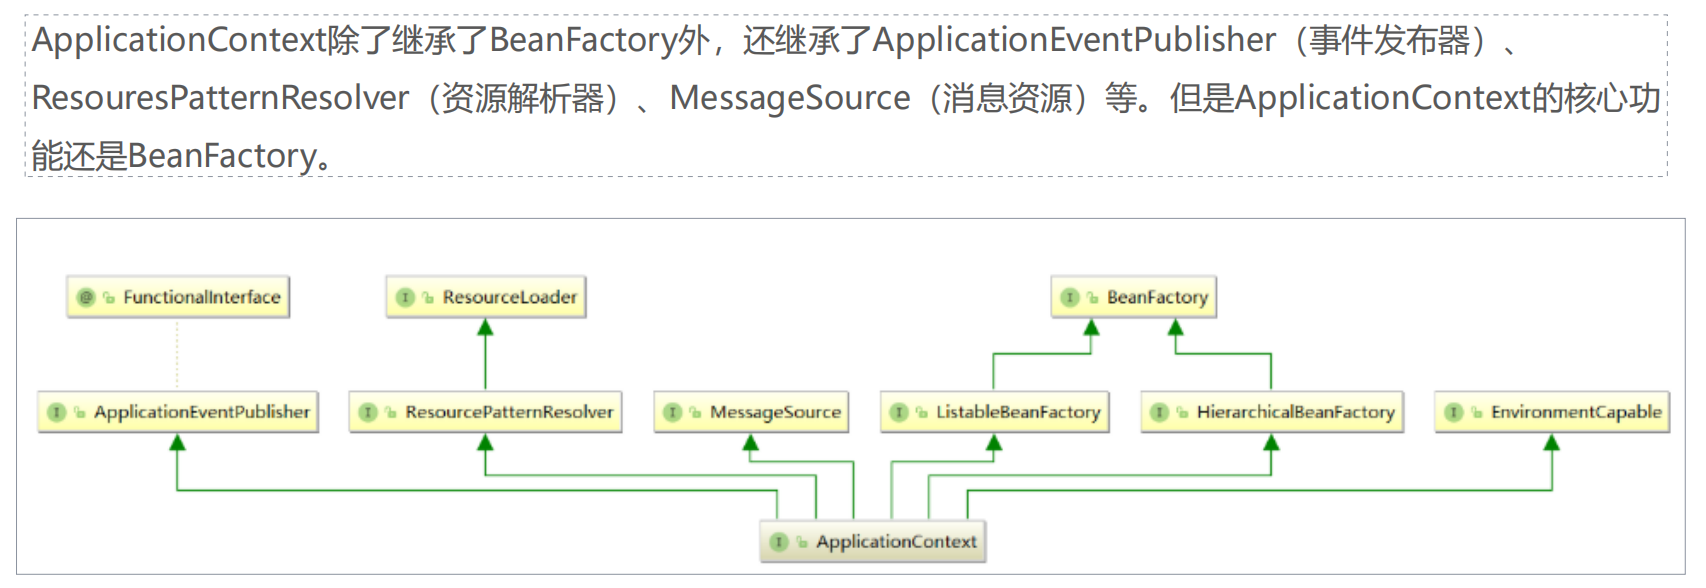 ApplicationContext除了继承了BeanFactory外，还继承了ApplicationEventPublisher（事件发布器）、
ResouresPatternResolver（资源解析器）、MessageSource（消息资源）等。但是ApplicationContext的核心功
能还是BeanFactory。
@ FunctionalInterface
I ResourceLoader
I BeanFactory
I ApplicationEventPublisher
I ResourcePatternResolver
I MessageSource
I ListableBeanFactory
I HierarchicalBeanFactory
I EnvironmentCapable
I ApplicationContext